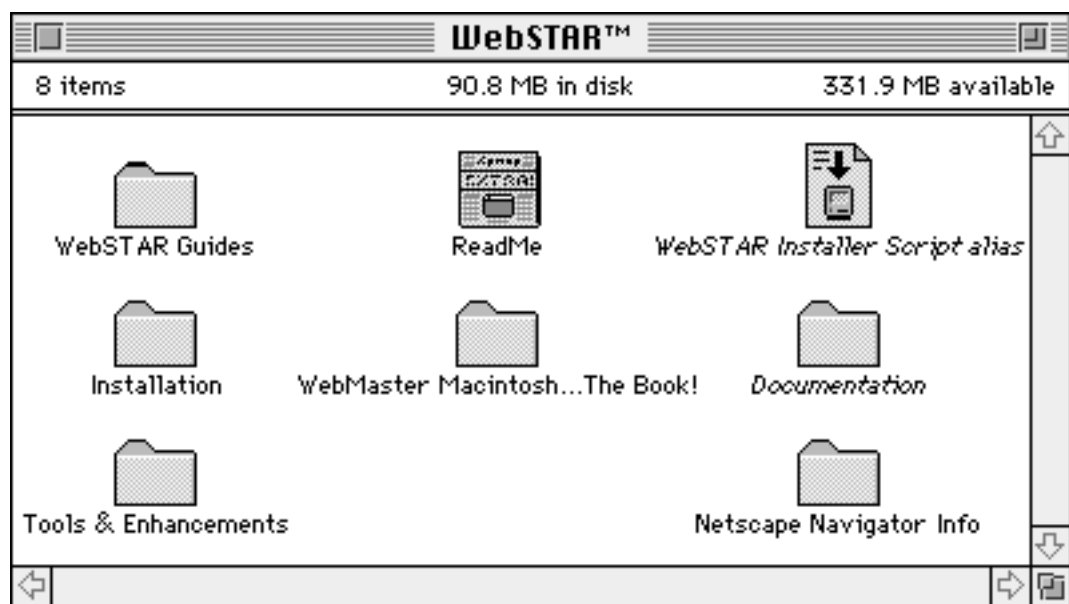 WebSTAR™
8 items 90.8 MB in disk 331.9 MB available
EXTRA!
WebSTAR Guides ReadMe WebSTAR Installer Script alias
Installation WebMaster Macintosh...The Book! Documentation
Tools & Enhancements Netscape Navigator Info